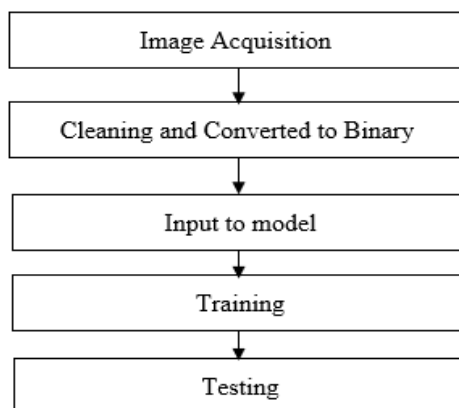 Image Acquisition
Cleaning and Converted to Binary
Input to model
Training
Testing